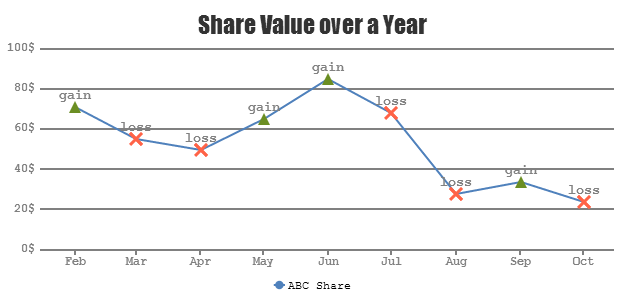 Share Value over a Year
100$
80$
60$
40$
20$
0$
gain
loss
loss
gain
gain
loss
loss
gain
loss
Feb Mar Apr May Jun Jul Aug Sep Oct
ABC Share